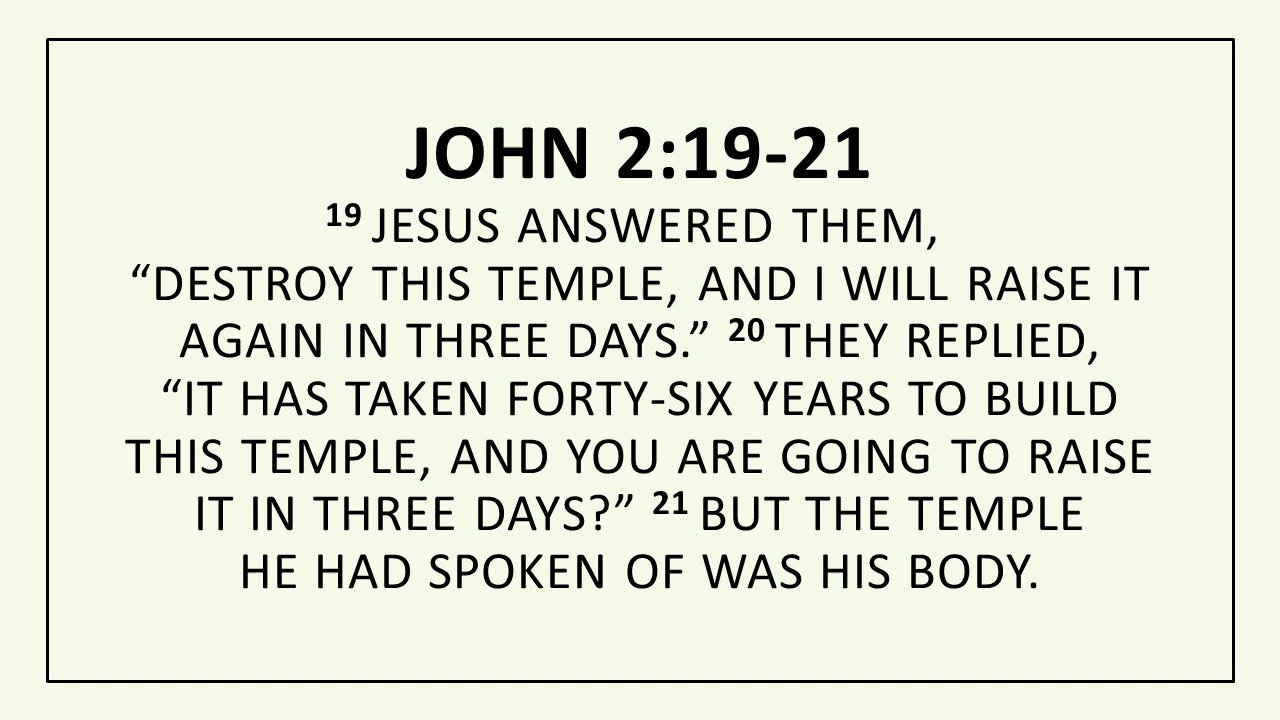 JOHN 2:19-21
19 JESUS ANSWERED THEM,
“DESTROY THIS TEMPLE, AND I WILL RAISE IT
AGAIN IN THREE DAYS.” 20 THEY REPLIED,
“IT HAS TAKEN FORTY-SIX YEARS TO BUILD
THIS TEMPLE, AND YOU ARE GOING TO RAISE
IT IN THREE DAYS?” 21 BUT THE TEMPLE
HE HAD SPOKEN OF WAS HIS BODY.